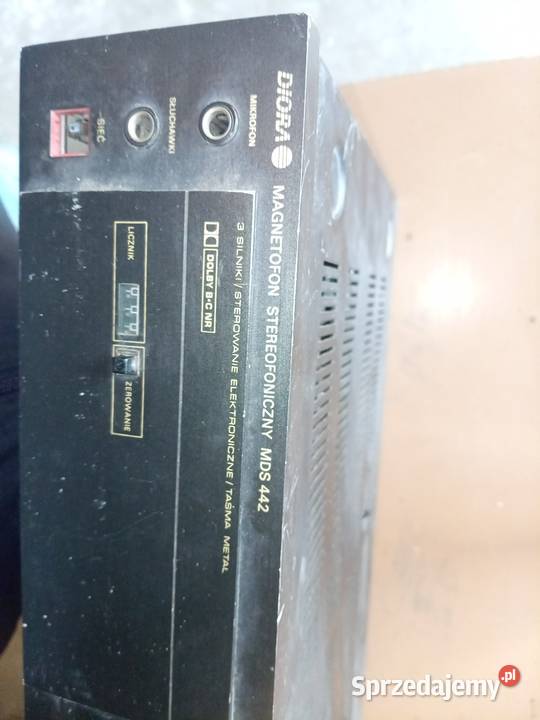 DIORA
MAGNETOFON STEREOFONICZNY MDS 442
3 SILNIKI / STEROWANIE ELEKTRONICZNE / TAŚMA METAL
DOLBY B-C NR
MIKROFON
SŁUCHAWKI
SIEĆ
LICZNIK
ZEROWANIE
Sprzedajemy.pl